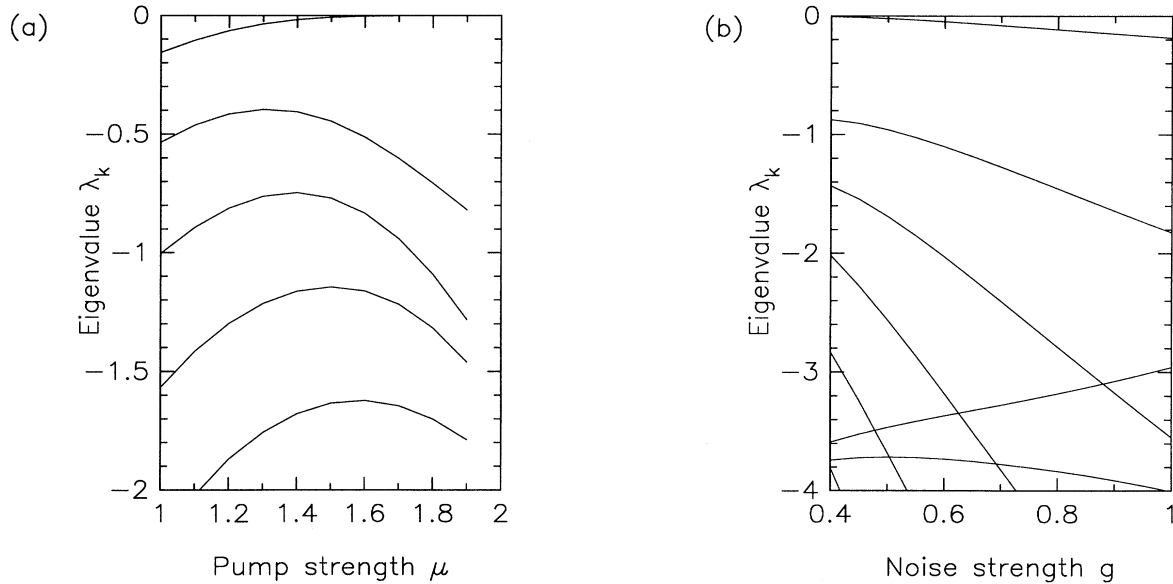 (a)
0
−0.5
−1
−1.5
−2
Eigenvalue λk
1 1.2 1.4 1.6 1.8 2
Pump strength μ
(b)
0
−1
−2
−3
−4
Eigenvalue λk
0.4 0.6 0.8 1
Noise strength g